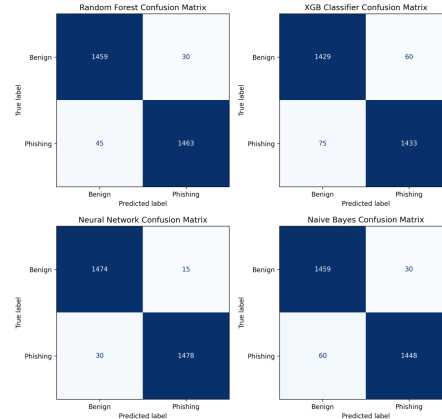 Random Forest Confusion Matrix
Benign
1459
30
True label
Phishing
45
1463
Benign
Phishing
Predicted label
XGB Classifier Confusion Matrix
Benign
1429
60
True label
Phishing
75
1433
Benign
Phishing
Predicted label
Neural Network Confusion Matrix
Benign
1474
15
True label
Phishing
30
1478
Benign
Phishing
Predicted label
Naive Bayes Confusion Matrix
Benign
1459
30
True label
Phishing
60
1448
Benign
Phishing
Predicted label